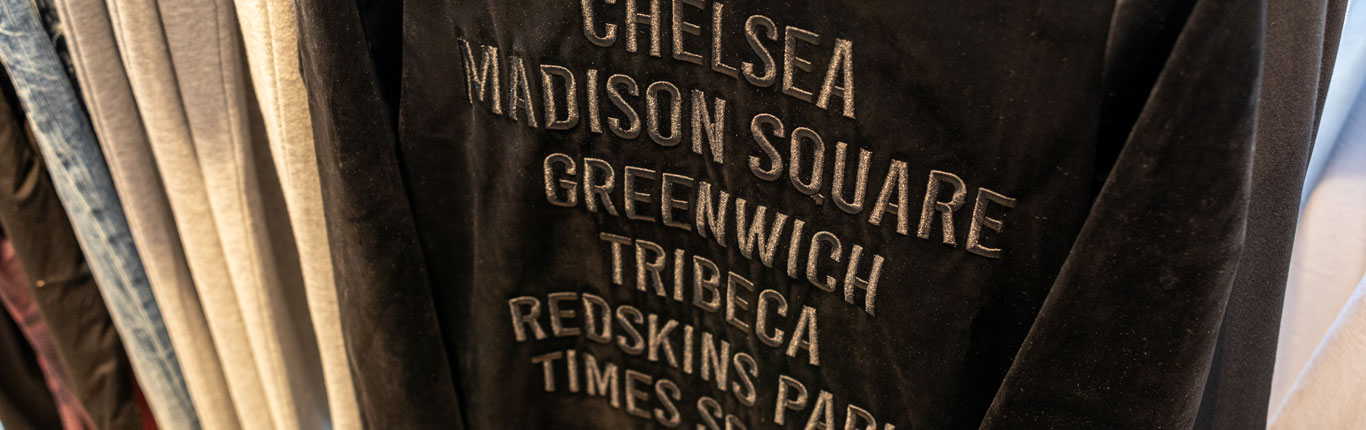 CHELSEA
MADISON SQUARE
GREENWICH
TRIBECA
REDSKINS
TIMES